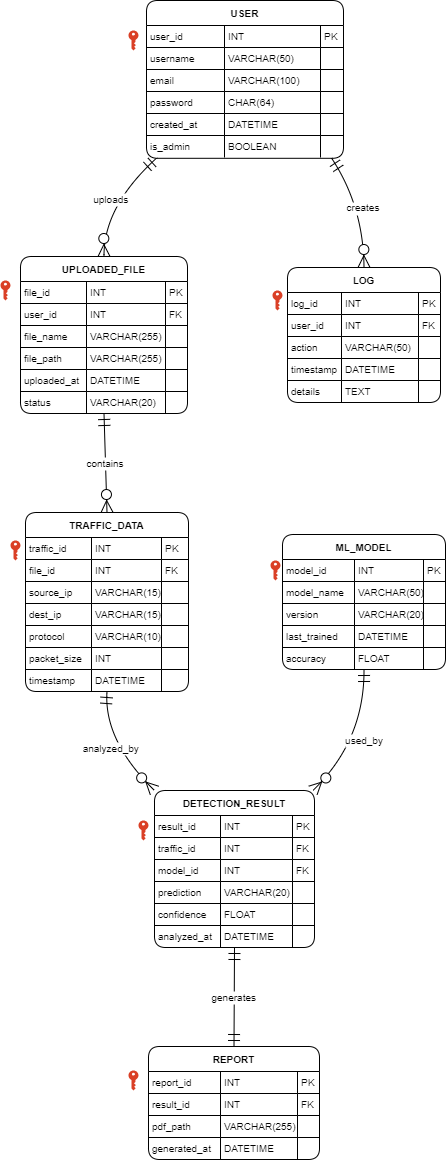 USER
user_id INT PK
username VARCHAR(50)
email VARCHAR(100)
password CHAR(64)
created_at DATETIME
is_admin BOOLEAN
uploads
creates
UPLOADED_FILE
file_id INT PK
user_id INT FK
file_name VARCHAR(255)
file_path VARCHAR(255)
uploaded_at DATETIME
status VARCHAR(20)
LOG
log_id INT PK
user_id INT FK
action VARCHAR(50)
timestamp DATETIME
details TEXT
contains
TRAFFIC_DATA
traffic_id INT PK
file_id INT FK
source_ip VARCHAR(15)
dest_ip VARCHAR(15)
protocol VARCHAR(10)
packet_size INT
timestamp DATETIME
ML_MODEL
model_id INT PK
model_name VARCHAR(50)
version VARCHAR(20)
last_trained DATETIME
accuracy FLOAT
analyzed_by
used_by
DETECTION_RESULT
result_id INT PK
traffic_id INT FK
model_id INT FK
prediction VARCHAR(20)
confidence FLOAT
analyzed_at DATETIME
generates
REPORT
report_id INT PK
result_id INT FK
pdf_path VARCHAR(255)
generated_at DATETIME